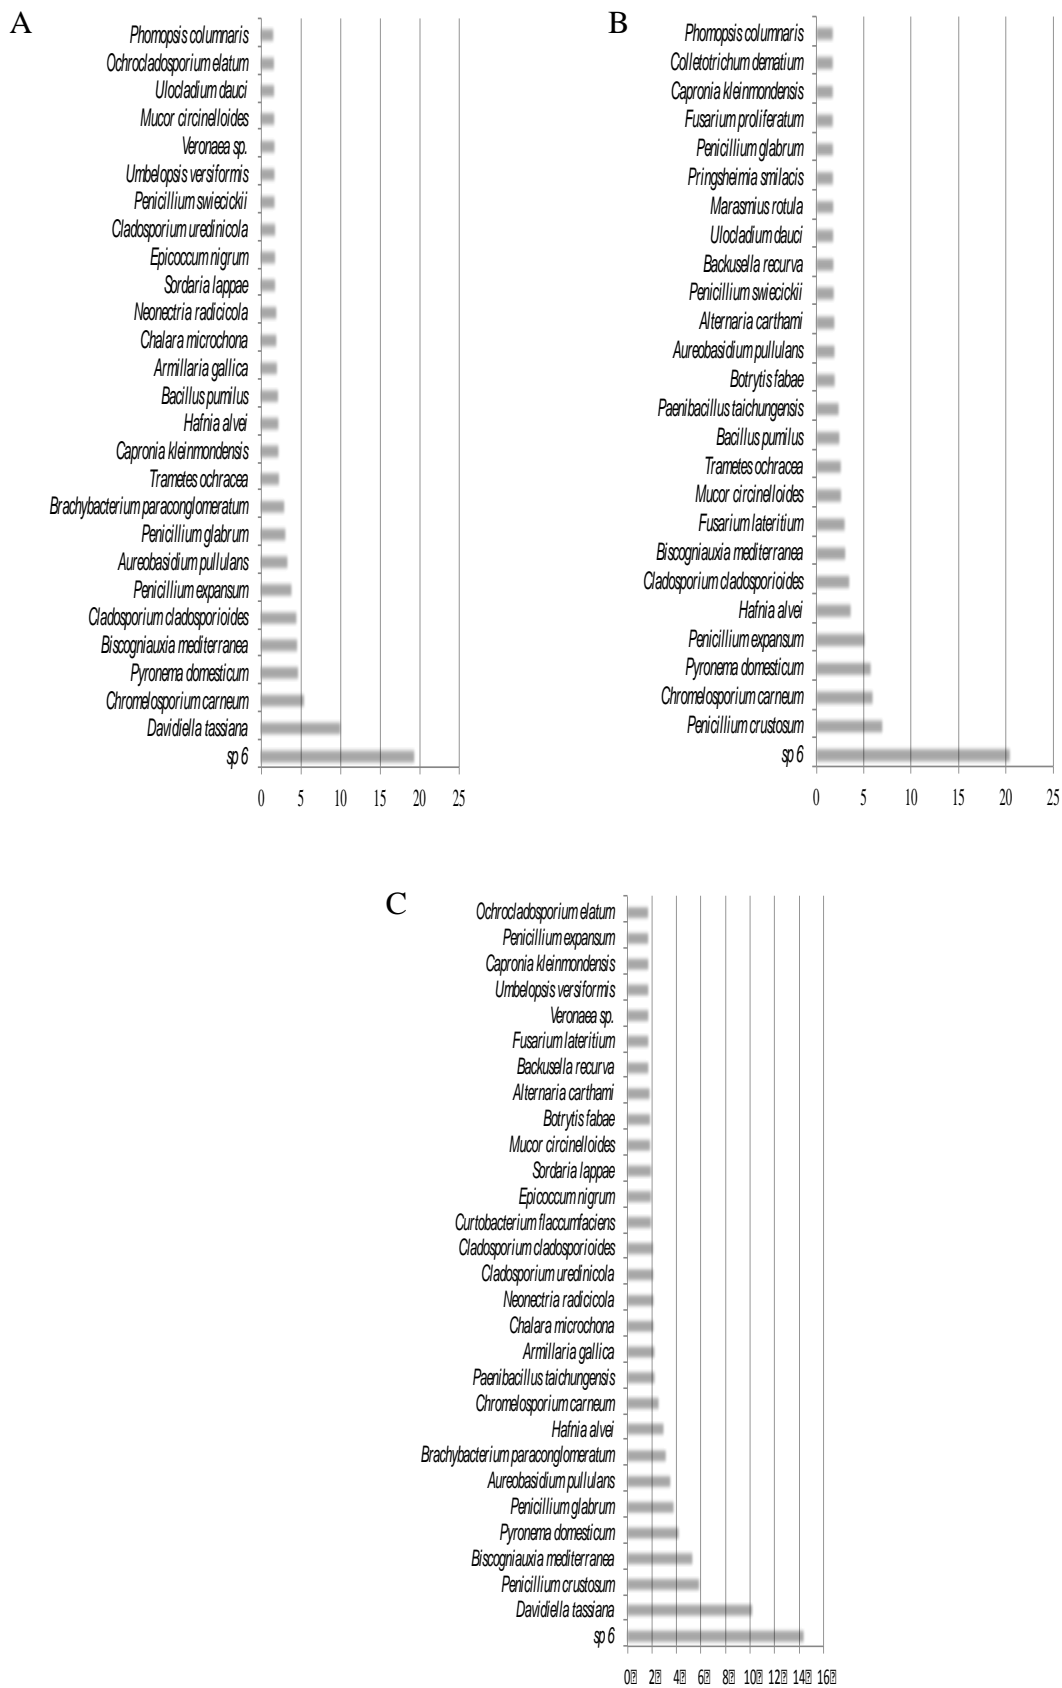 A
Phomopsis columnaris
Ochrocladosporium elatum
Ulocladium dauci
Mucor circinelloides
Veronaea sp.
Umbelopsis versiformis
Penicillium swiecickii
Cladosporium uredinicola
Epicoccum nigrum
Sordaria lappae
Neonectria radicicola
Chalara microchona
Armillaria gallica
Bacillus pumilus
Hafnia alvei
Capronia kleinmondensis
Trametes ochracea
Brachybacterium paraconglomeratum
Penicillium glabrum
Aureobasidium pullulans
Penicillium expansum
Cladosporium cladosporioides
Biscogniauxia mediterranea
Pyronema domesticum
Chromelosporium carneum
Davidiella tassiana
sp 6
0 5 10 15 20 25
B
Phomopsis columnaris
Colletotrichum dematium
Capronia kleinmondensis
Fusarium proliferatum
Penicillium glabrum
Pringsheimia smilacis
Marasmius rotula
Ulocladium dauci
Backusella recurva
Penicillium swiecickii
Alternaria carthami
Aureobasidium pullulans
Botrytis fabae
Paenibacillus taichungensis
Bacillus pumilus
Trametes ochracea
Mucor circinelloides
Fusarium lateritium
Biscogniauxia mediterranea
Cladosporium cladosporioides
Hafnia alvei
Penicillium expansum
Pyronema domesticum
Chromelosporium carneum
Penicillium crustosum
sp 6
0 5 10 15 20 25
C
Ochrocladosporium elatum
Penicillium expansum
Capronia kleinmondensis
Umbelopsis versiformis
Veronaea sp.
Fusarium lateritium
Backusella recurva
Alternaria carthami
Botrytis fabae
Mucor circinelloides
Sordaria lappae
Epicoccum nigrum
Curtobacterium flaccumfaciens
Cladosporium cladosporioides
Cladosporium uredinicola
Neonectria radicicola
Chalara microchona
Armillaria gallica
Paenibacillus taichungensis
Chromelosporium carneum
Hafnia alvei
Brachybacterium paraconglomeratum
Aureobasidium pullulans
Penicillium glabrum
Pyronema domesticum
Biscogniauxia mediterranea
Penicillium crustosum
Davidiella tassiana
sp 6
0 2 4 6 8 10 12 14 16